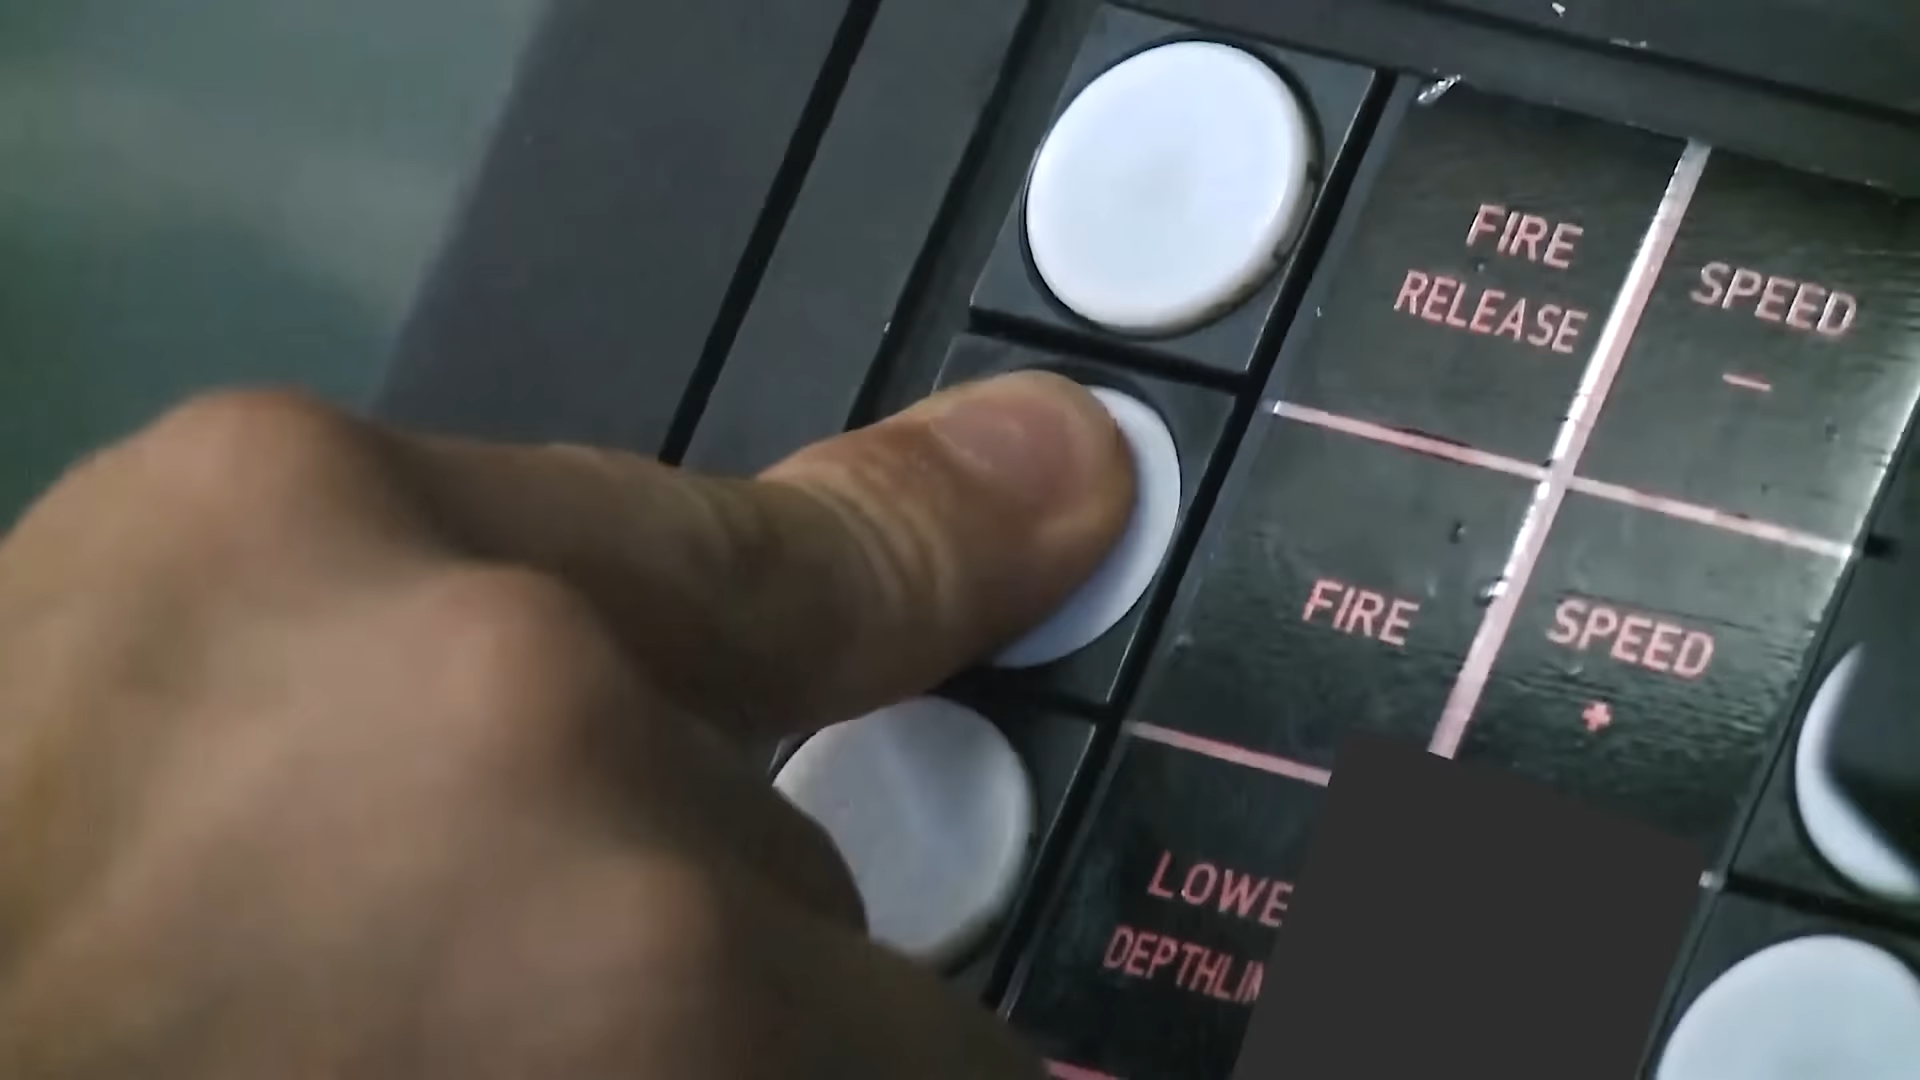 FIRE
RELEASE
SPEED
—
FIRE
SPEED
+
LOWE
DEPTHLI